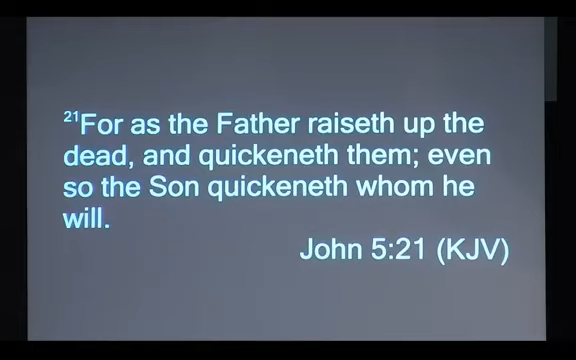 21For as the Father raiseth up the
dead, and quickeneth them; even
so the Son quickeneth whom he
will.
John 5:21 (KJV)